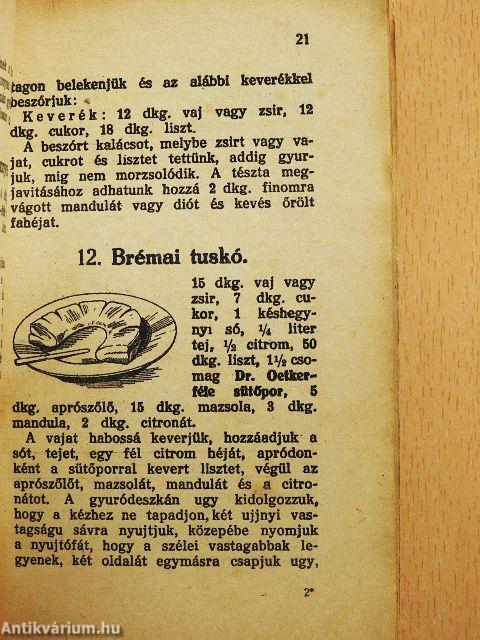 21
tagon belekenjük és az alábbi keverékkel
beszórjuk:
Keverék: 12 dkg. vaj vagy zsir, 12
dkg. cukor, 18 dkg. liszt.
A beszórt kalácsot, melybe zsirt vagy va-
jat, cukrot és lisztet tettünk, addig gyur-
juk, mig nem morzsolódik. A tészta meg-
javitásához adhatunk hozzá 2 dkg. finomra
vágott mandulát vagy diót és kevés őrölt
fahéjat.
12. Brémai tuskó.
15 dkg. vaj vagy
zsir, 7 dkg. cu-
kor, 1 késhegy-
nyi só, ¼ liter
tej, ½ citrom, 50
dkg. liszt, 1½ cso-
mag Dr. Oetker-
féle sütőpor, 5
dkg. aprószőlő, 15 dkg. mazsola, 3 dkg.
mandula, 2 dkg. citronát.
A vajat habossá keverjük, hozzáadjuk a
sót, tejet, egy fél citrom héját, apródon-
ként a sütőporral kevert lisztet, végül az
aprószőlőt, mazsolát, mandulát és a citro-
nátot. A gyuródeszkán ugy kidolgozzuk,
hogy a kézhez ne tapadjon, két ujjnyi vas-
tagságu sávra nyujtjuk, közepébe nyomjuk
a nyujtófát, hogy a szélei vastagabbak le-
gyenek, két oldalát egymásra csapjuk ugy,
2*
Antikvárium.hu